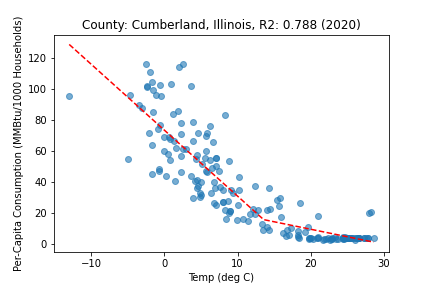 County: Cumberland, Illinois, R2: 0.788 (2020)
Per-Capita Consumption (MMBtu/1000 Households)
120
100
80
60
40
20
0
−10 0 10 20 30
Temp (deg C)